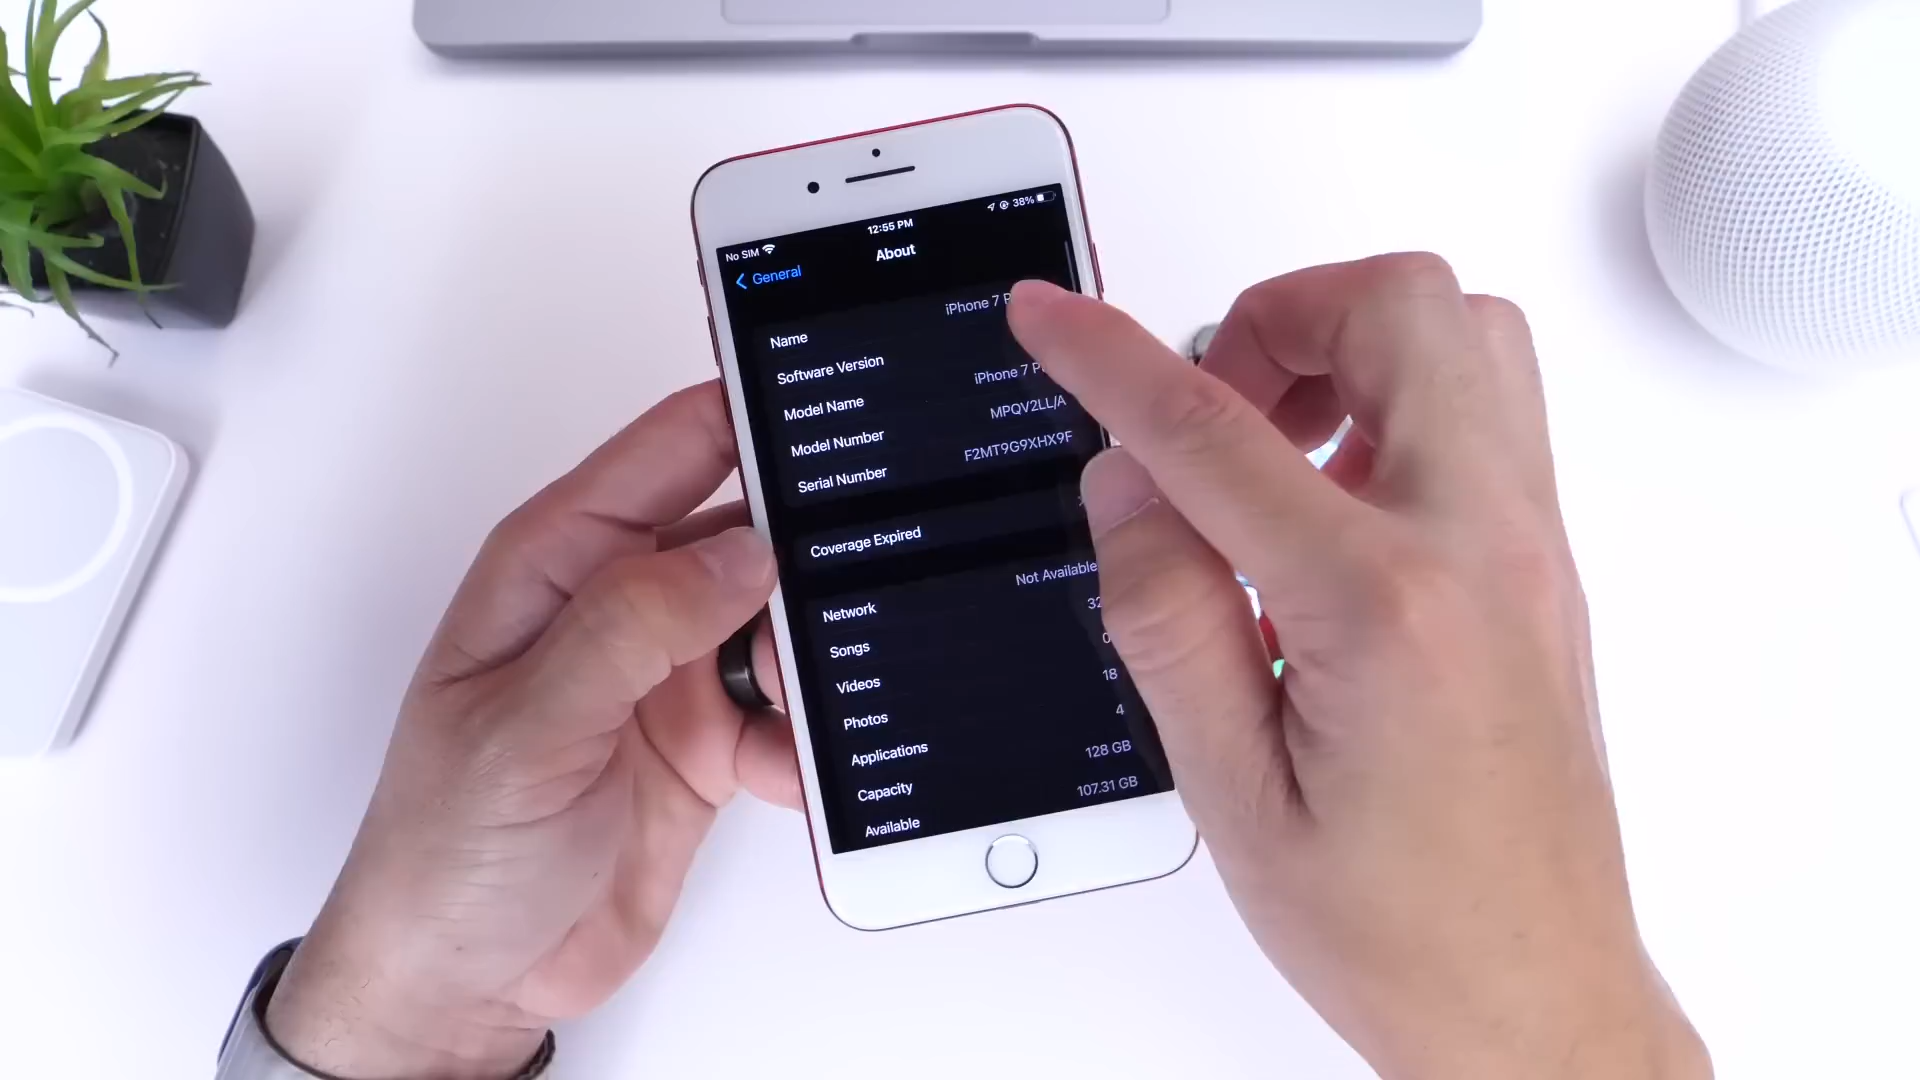 No SIM 12:55 PM 38%
General About
Name iPhone 7
Software Version
Model Name iPhone 7
Model Number MPQV2LL/A
Serial Number F2MT9G9XHX9F
Coverage Expired
Network Not Available
Songs 32
Videos 0
Photos 18
Applications 4
Capacity 128 GB
Available 107.31 GB